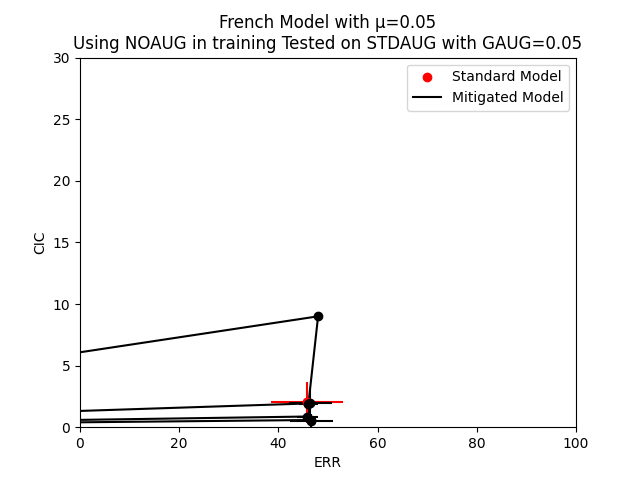 French Model with μ=0.05
Using NOAUG in training Tested on STDAUG with GAUG=0.05
Standard Model
Mitigated Model
30
25
20
15
10
5
0
CIC
0 20 40 60 80 100
ERR